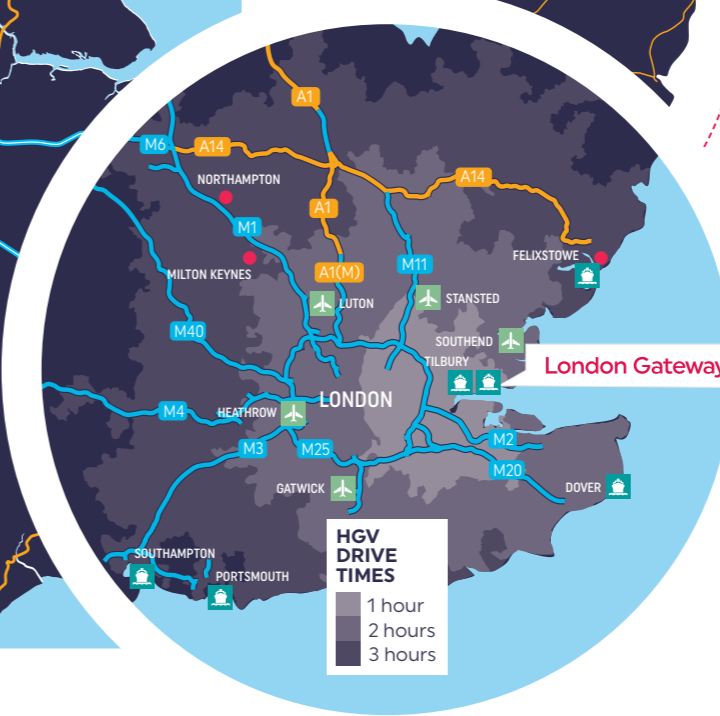 A1
M6
A14
NORTHAMPTON
A14
A1
M1
FELIXSTOWE
M11
A1(M)
MILTON KEYNES
LUTON
STANSTED
M40
SOUTHEND
TILBURY
London Gateway
LONDON
M4
HEATHROW
M2
M3
M25
M20
GATWICK
DOVER
HGV
DRIVE
TIMES
SOUTHAMPTON
PORTSMOUTH
1 hour
2 hours
3 hours